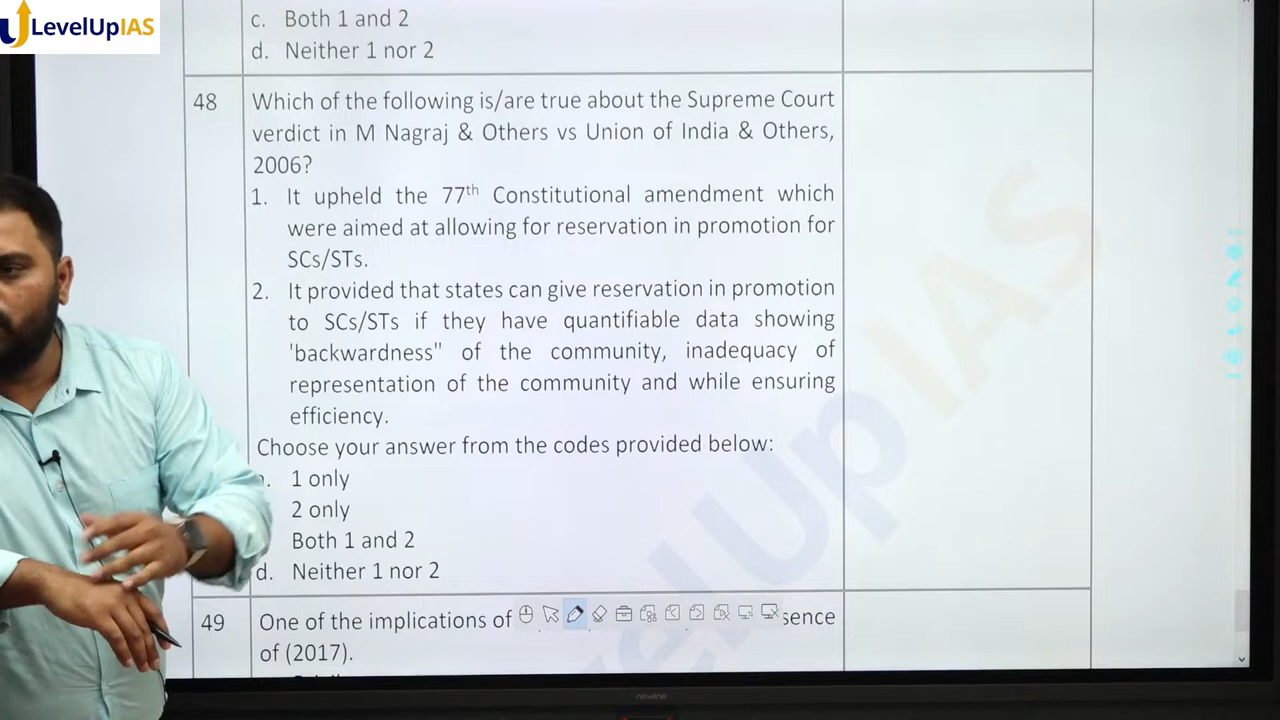 LevelUpIAS
c. Both 1 and 2
d. Neither 1 nor 2
48 Which of the following is/are true about the Supreme Court
verdict in M Nagraj & Others vs Union of India & Others,
2006?
1. It upheld the 77th Constitutional amendment which
were aimed at allowing for reservation in promotion for
SCs/STs.
2. It provided that states can give reservation in promotion
to SCs/STs if they have quantifiable data showing
'backwardness" of the community, inadequacy of
representation of the community and while ensuring
efficiency.
Choose your answer from the codes provided below:
1 only
2 only
Both 1 and 2
d. Neither 1 nor 2
49 One of the implications of
of (2017).
LevelUp IAS
newline